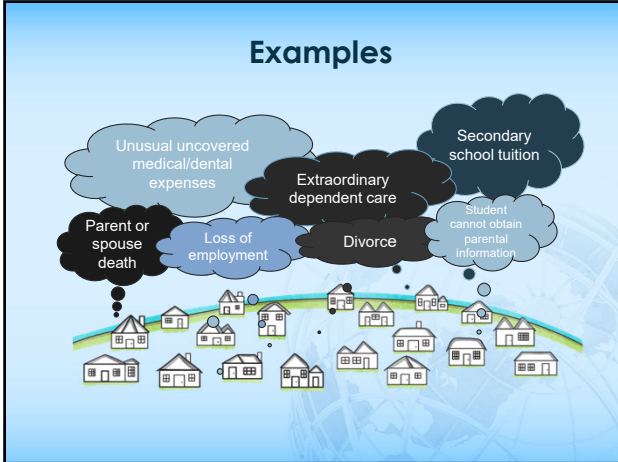 Examples
Unusual uncovered
medical/dental
expenses
Secondary
school tuition
Extraordinary
dependent care
Parent or
spouse
death
Loss of
employment
Divorce
Student
cannot obtain
parental
information